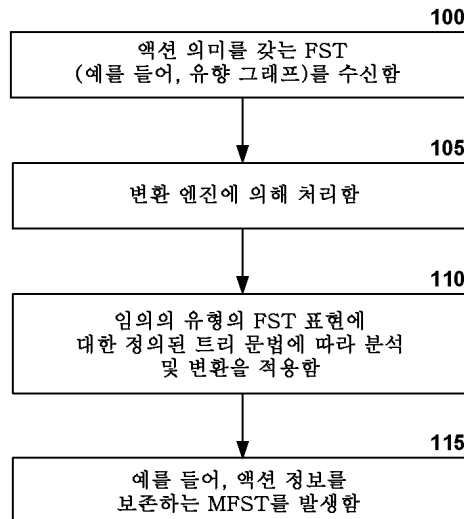 100
액션 의미를 갖는 FST
(예를 들어, 유향 그래프)를 수신함
105
변환 엔진에 의해 처리함
110
임의의 유형의 FST 표현에
대한 정의된 트리 문법에 따라 분석
및 변환을 적용함
115
예를 들어, 액션 정보를
보존하는 MFST를 발생함